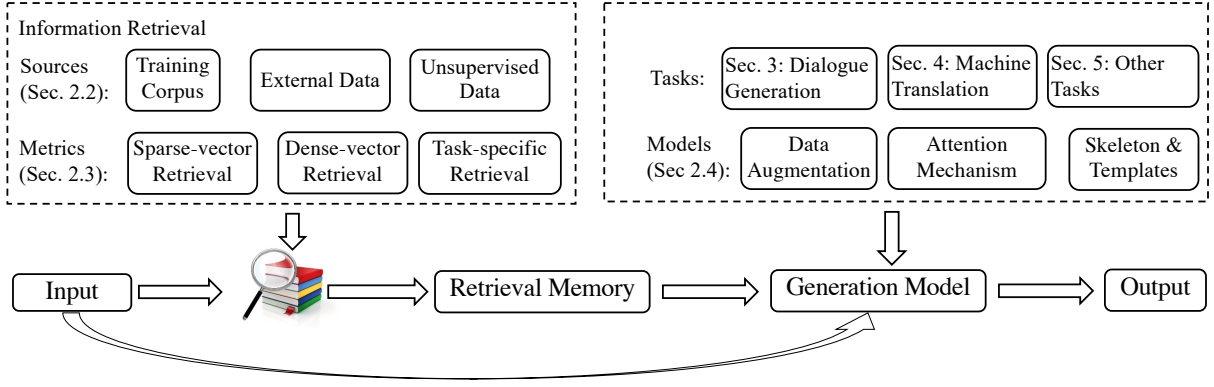 Information Retrieval
Sources
(Sec. 2.2):
Training
Corpus
External Data
Unsupervised
Data
Metrics
(Sec. 2.3):
Sparse-vector
Retrieval
Dense-vector
Retrieval
Task-specific
Retrieval
Tasks:
Sec. 3: Dialogue
Generation
Sec. 4: Machine
Translation
Sec. 5: Other
Tasks
Models
(Sec 2.4):
Data
Augmentation
Attention
Mechanism
Skeleton &
Templates
Input
Retrieval Memory
Generation Model
Output